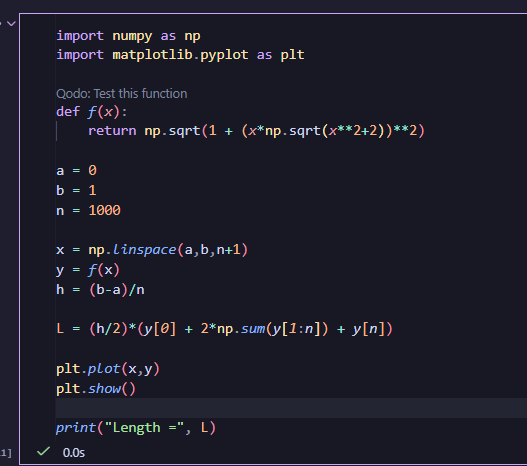 import numpy as np
import matplotlib.pyplot as plt
Qodo: Test this function
def f(x):
    return np.sqrt(1 + (x*np.sqrt(x**2+2))**2)
a = 0
b = 1
n = 1000
x = np.linspace(a,b,n+1)
y = f(x)
h = (b-a)/n
L = (h/2)*(y[0] + 2*np.sum(y[1:n]) + y[n])
plt.plot(x,y)
plt.show()
print("Length =", L)
1] 0.0s